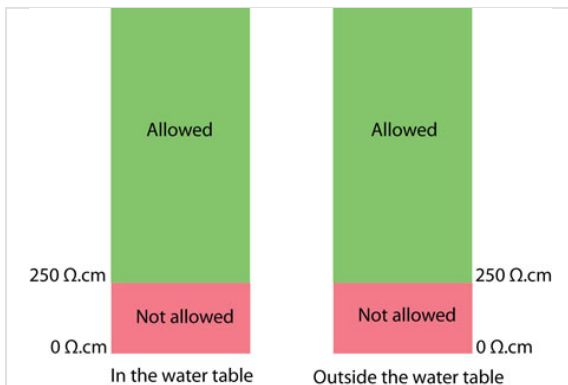 Allowed
Allowed
250 Ω.cm
250 Ω.cm
Not allowed
Not allowed
0 Ω.cm
0 Ω.cm
In the water table
Outside the water table